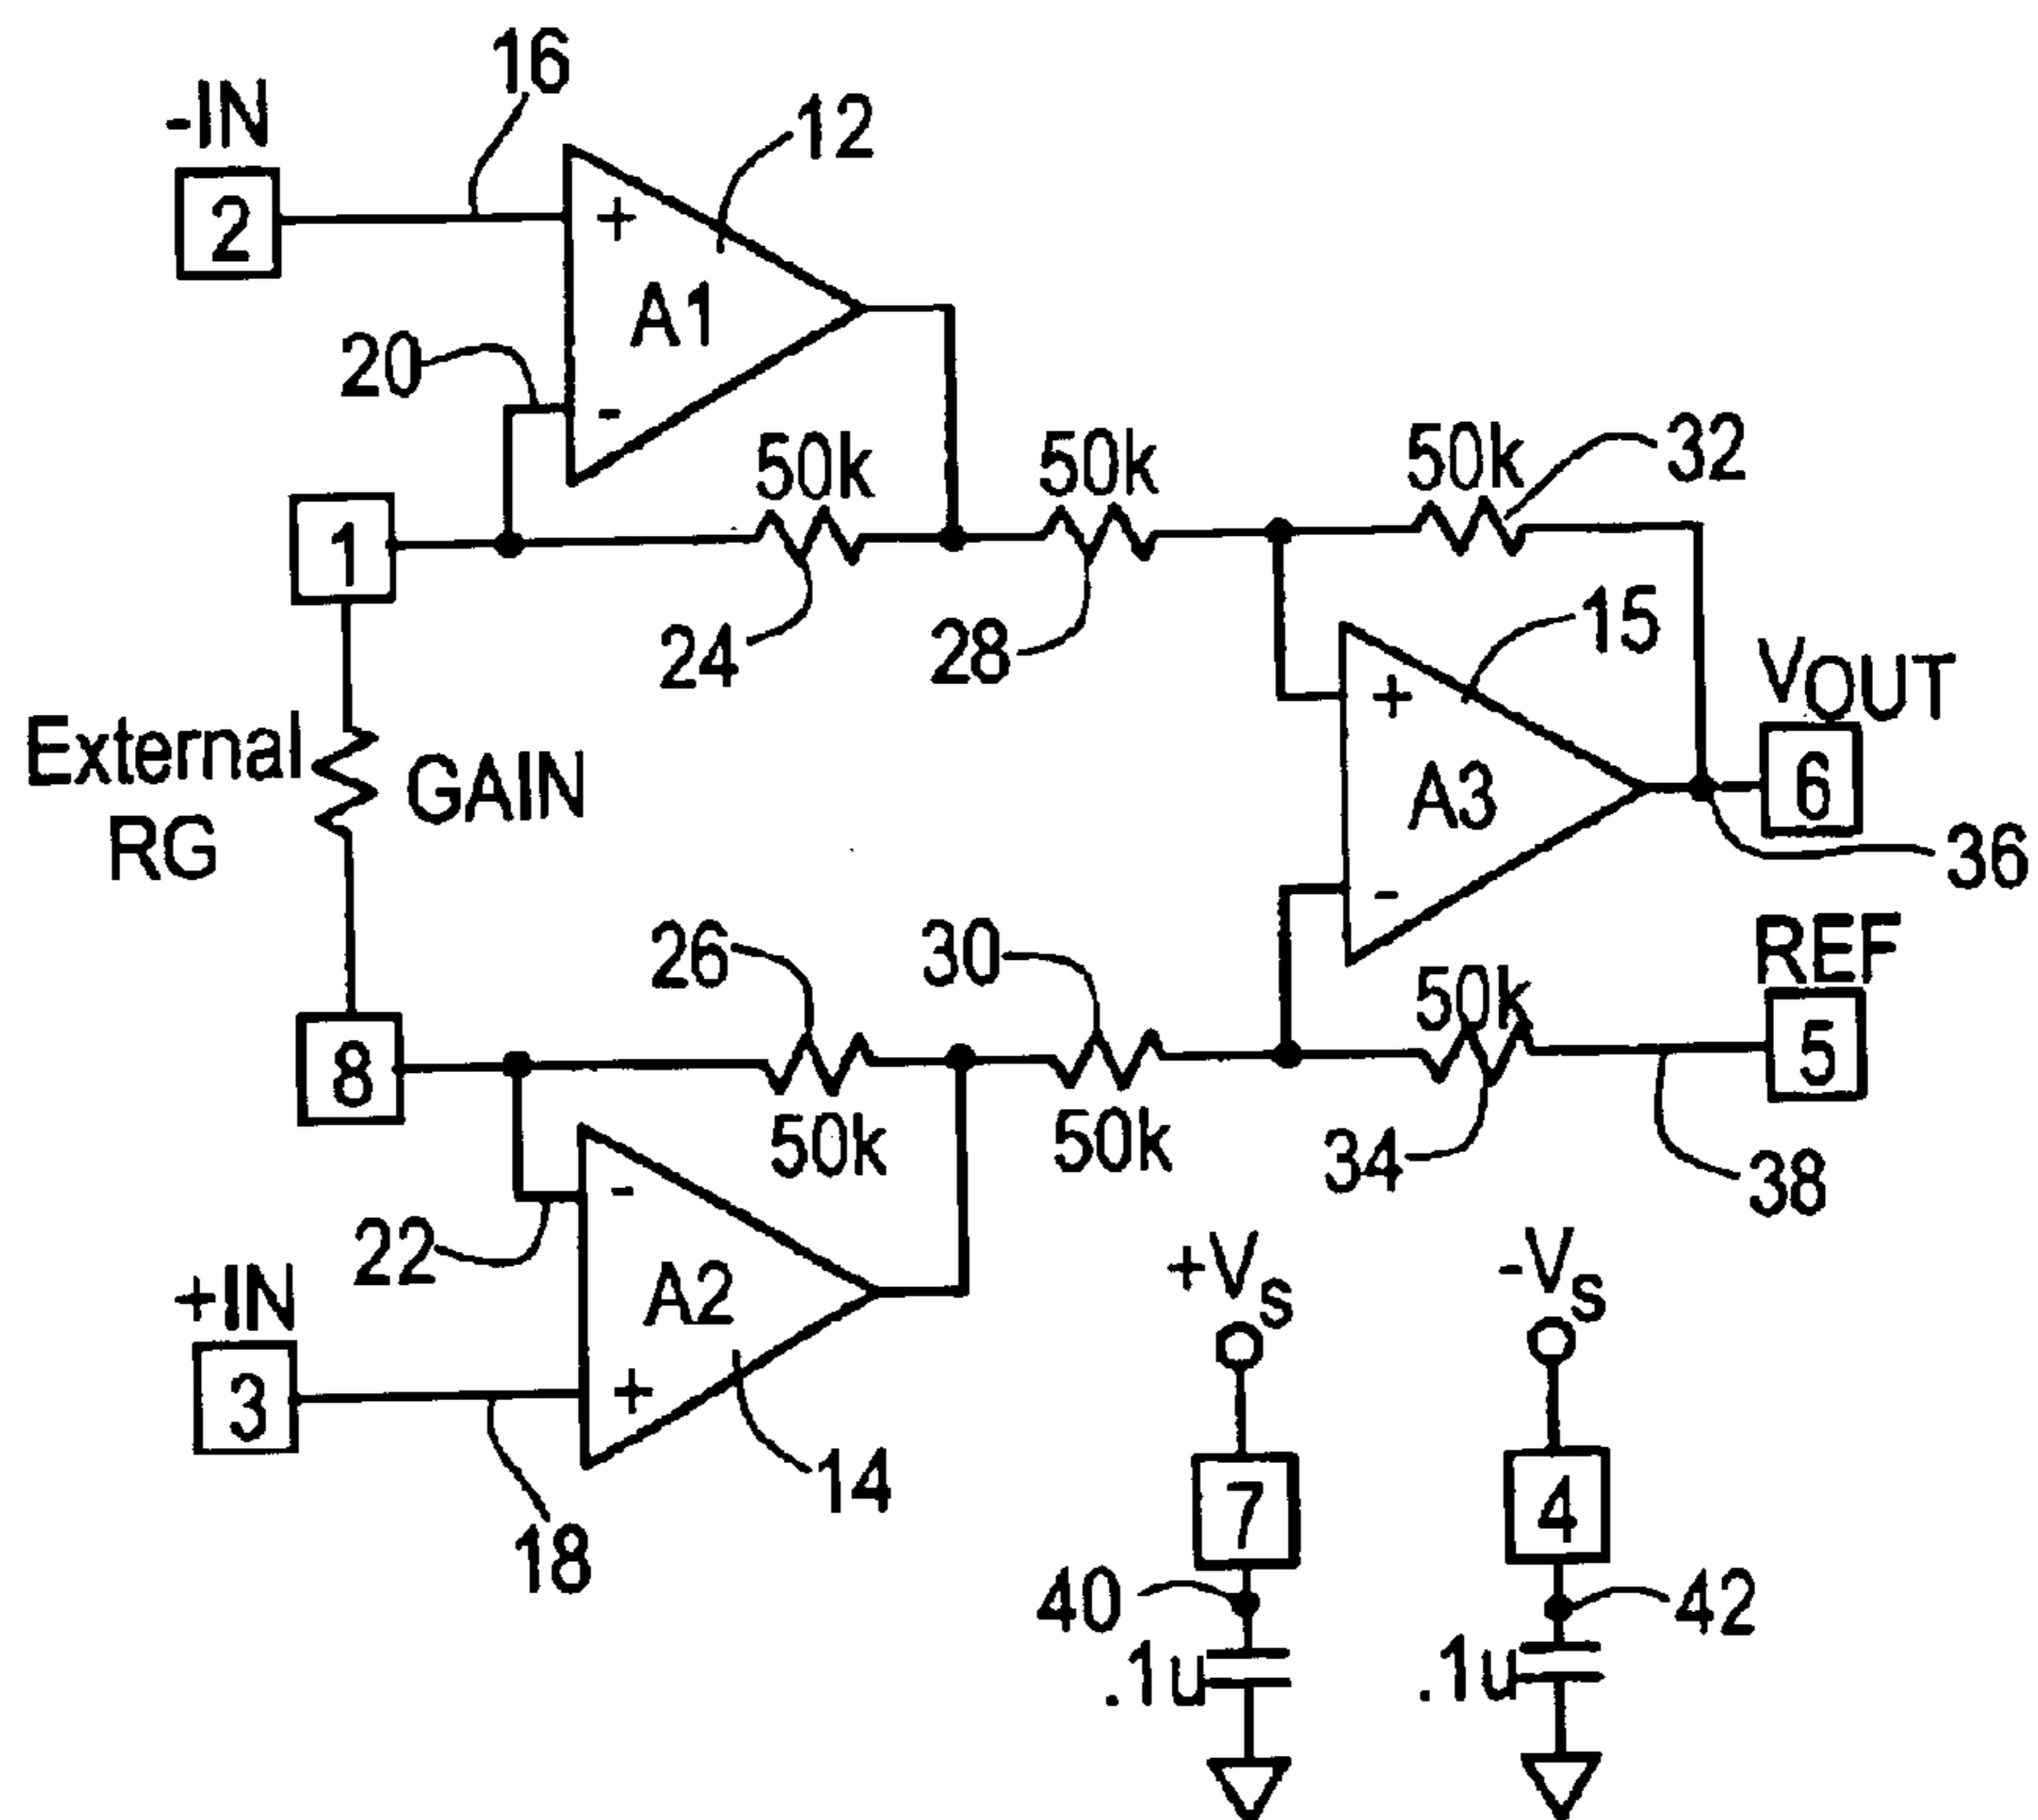 16
-IN
12
2
+
A1
20
-
50k
50k
50k
32
1
24
28
15
VOUT
+
External
RG
GAIN
A3
6
36
-
26
30
REF
50k
8
5
50k
50k
34
38
-
22
+IN
A2
+Vs
-Vs
3
+
14
18
7
4
40
42
.1u
.1u